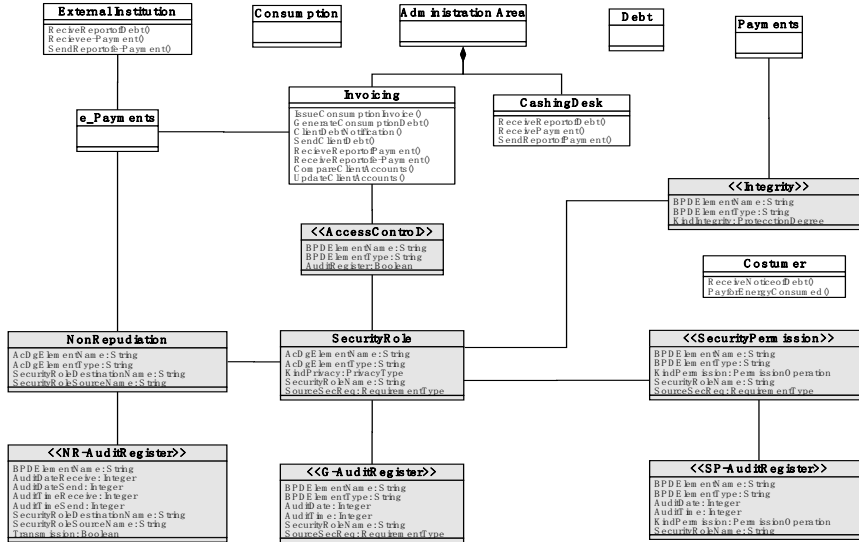 ExternalInstitution
ReciveReportofDebt()
Recievee-Payment()
SendReportofe-Payment()
Consumption
Administration Area
Debt
Payments
e_Payments
Invoicing
IssueConsumptionInvoice()
GenerateConsumptionDebt()
ClientDebtNotification()
SendClientDebt()
RecieveReportofPayment()
ReceiveReportofe-Payment()
CompareClientAccounts()
UpdateClientAccounts()
CashingDesk
ReceiveReportofDebt()
ReceivePayment()
SendReportofPayment()
<<Integrity>>
BPDElementName:String
BPDElementType:String
KindIntegrity:ProtecctionDegree
<<AccessControl>>
BPDElementName:String
BPDElementType:String
AuditRegister:Boolean
Costumer
ReceiveNoticeofDebt()
PayforEnergyConsumed()
NonRepudiation
AcDgElementName:String
AcDgElementType:String
SecurityRoleDestinationName:String
SecurityRoleSourceName:String
SecurityRole
AcDgElementName:String
AcDgElementType:String
KindPrivacy:PrivacyType
SecurityRoleName:String
SourceSecReq:RequirementType
<<SecurityPermission>>
BPDElementName:String
BPDElementType:String
KindPermission:PermissionOperation
SecurityRoleName:String
SourceSecReq:RequirementType
<<NR-AuditRegister>>
BPDElementName:String
AuditDateReceive:Integer
AuditDateSend:Integer
AuditTimeReceive:Integer
AuditTimeSend:Integer
SecurityRoleDestinationName:String
SecurityRoleSourceName:String
Transmission:Boolean
<<G-AuditRegister>>
BPDElementName:String
BPDElementType:String
AuditDate:Integer
AuditTime:Integer
SecurityRoleName:String
SourceSecReq:RequirementType
<<SP-AuditRegister>>
BPDElementName:String
BPDElementType:String
AuditDate:Integer
AuditTime:Integer
KindPermission:PermissionOperation
SecurityRoleName:String